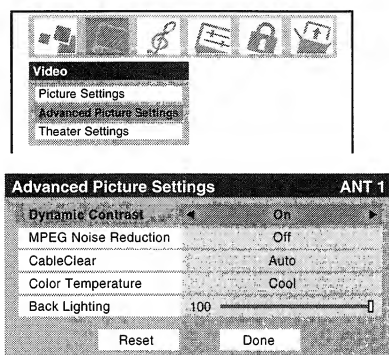 Video
Picture Settings
Advanced Picture Settings
Theater Settings
Advanced Picture Settings ANT 1
Dynamic Contrast On
MPEG Noise Reduction Off
CableClear Auto
Color Temperature Cool
Back Lighting 100
Reset Done